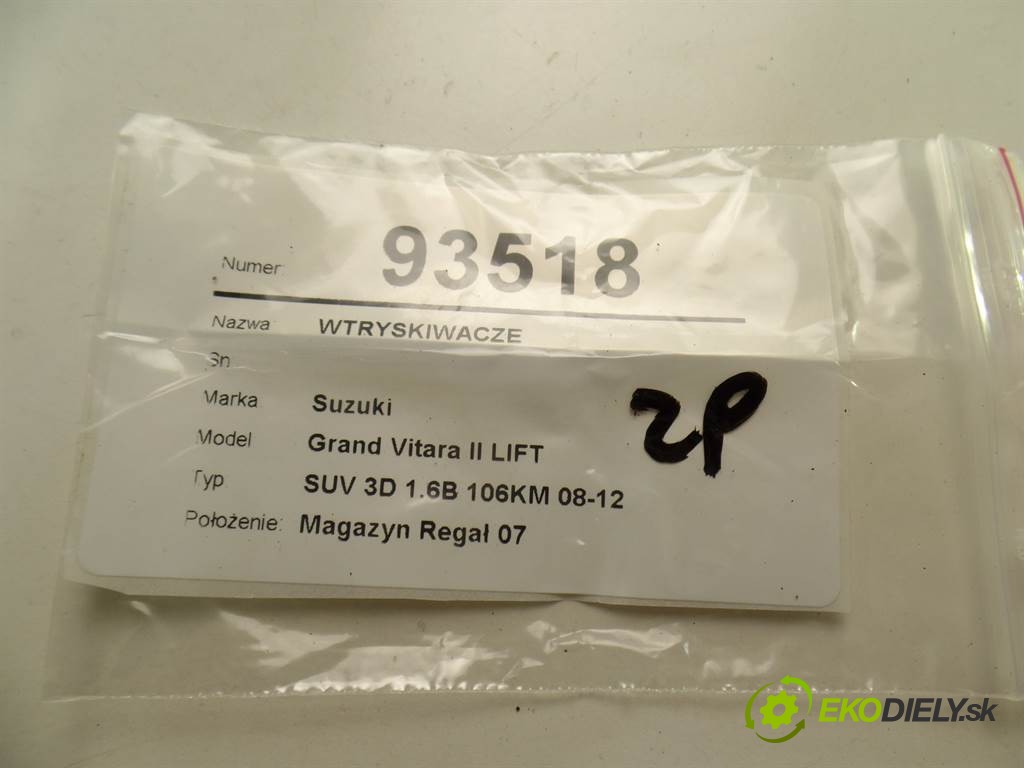 Numer: 93518
Nazwa WTRYSKIWACZE
Sn
Marka Suzuki
Model Grand Vitara II LIFT
Typ SUV 3D 1.6B 106KM 08-12
Położenie: Magazyn Regał 07
EKODIELY.sk